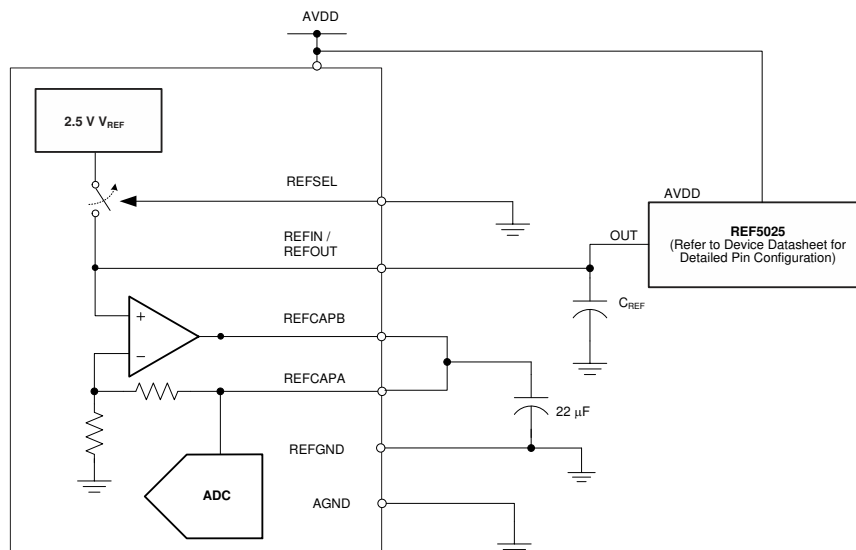 AVDD
2.5 V VREF
REFSEL
AVDD
REF5025
(Refer to Device Datasheet for
Detailed Pin Configuration)
OUT
REFIN /
REFOUT
CREF
+
−
REFCAPB
REFCAPA
22 μF
REFGND
ADC
AGND